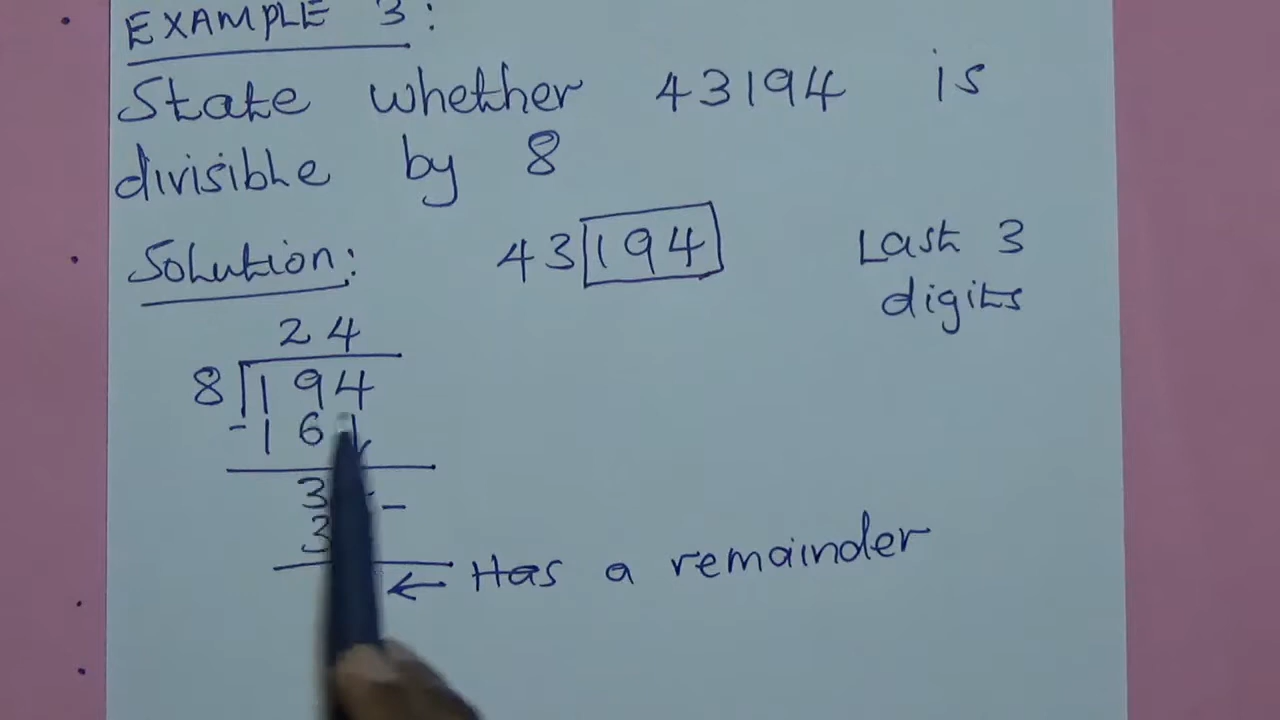 EXAMPLE 3:
State whether 43194 is
divisible by 8
Solution: 43194 Last 3
digits
24
8 194
- 16
3 -
3
← Has a remainder